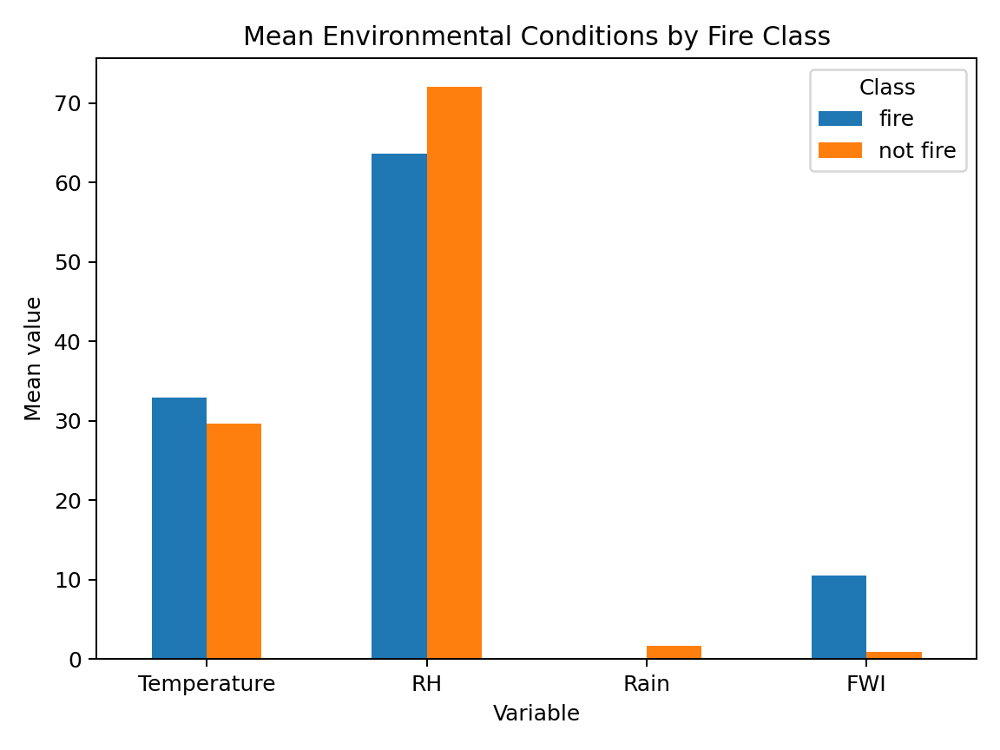 Mean Environmental Conditions by Fire Class
Class
fire
not fire
Mean value
70
60
50
40
30
20
10
0
Temperature RH Rain FWI
Variable